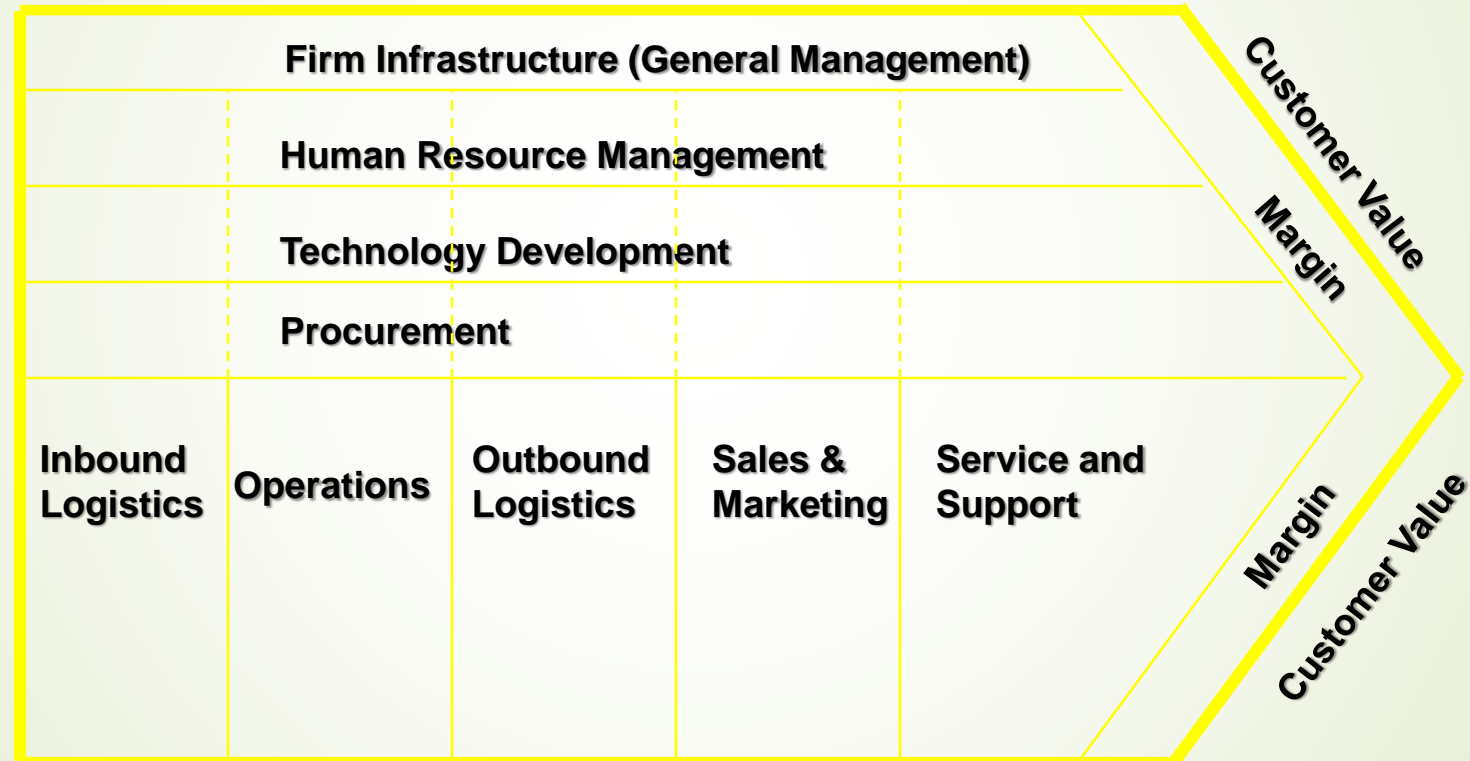 Firm Infrastructure (General Management)
Human Resource Management
Technology Development
Procurement
Inbound
Logistics
Operations
Outbound
Logistics
Sales &
Marketing
Service and
Support
Customer Value
Margin
Margin
Customer Value